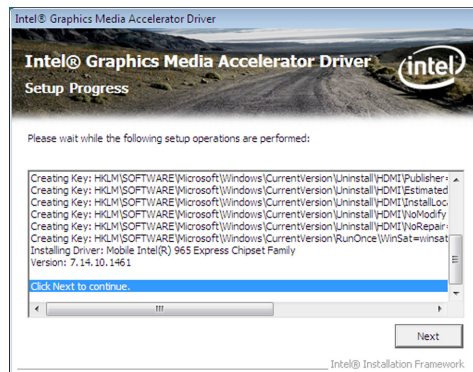 Intel® Graphics Media Accelerator Driver
Intel® Graphics Media Accelerator Driver
intel
Setup Progress
Please wait while the following setup operations are performed:
Creating Key: HKLM\SOFTWARE\Microsoft\Windows\CurrentVersion\Uninstall\HDMI\Publisher=
Creating Key: HKLM\SOFTWARE\Microsoft\Windows\CurrentVersion\Uninstall\HDMI\Estimated
Creating Key: HKLM\SOFTWARE\Microsoft\Windows\CurrentVersion\Uninstall\HDMI\InstallLoca
Creating Key: HKLM\SOFTWARE\Microsoft\Windows\CurrentVersion\Uninstall\HDMI\NoModify
Creating Key: HKLM\SOFTWARE\Microsoft\Windows\CurrentVersion\Uninstall\HDMI\NoRepair=
Creating Key: HKLM\SOFTWARE\Microsoft\Windows\CurrentVersion\RunOnce\WinSat=winsat
Installing Driver: Mobile Intel(R) 965 Express Chipset Family
Version: 7.14.10.1461
Click Next to continue.
Next
Intel® Installation Framework